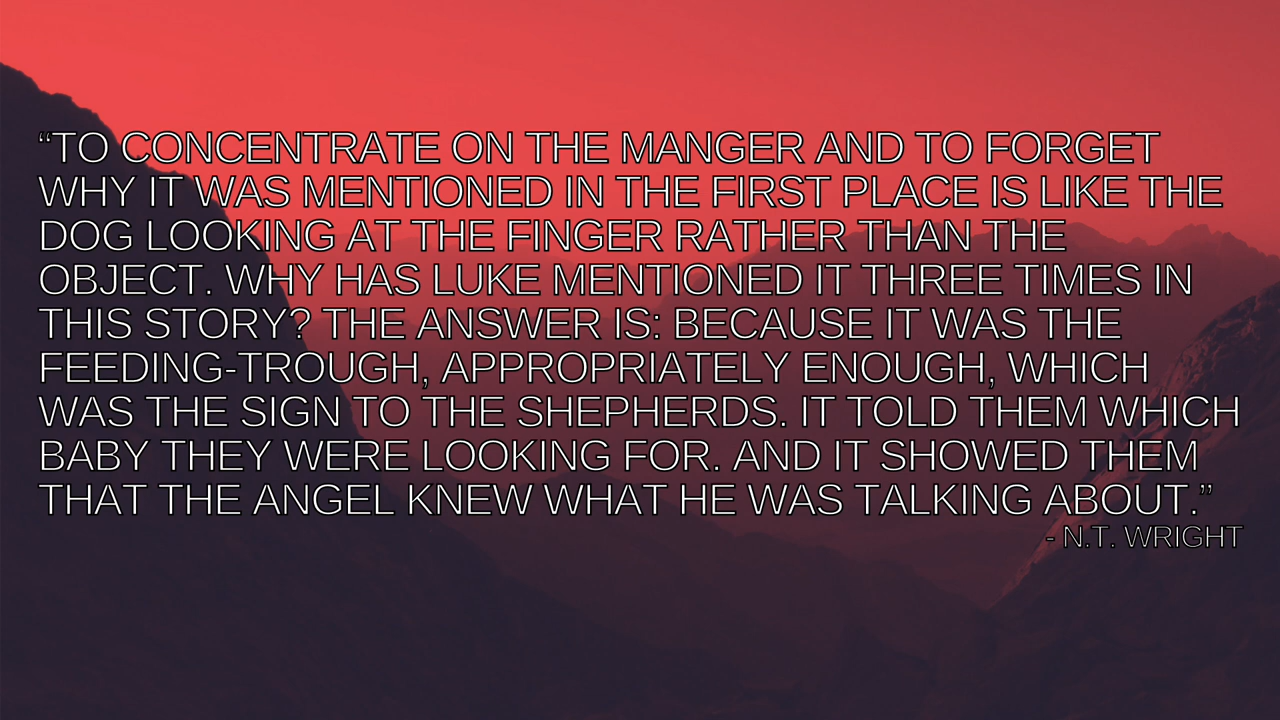 “TO CONCENTRATE ON THE MANGER AND TO FORGET
WHY IT WAS MENTIONED IN THE FIRST PLACE IS LIKE THE
DOG LOOKING AT THE FINGER RATHER THAN THE
OBJECT. WHY HAS LUKE MENTIONED IT THREE TIMES IN
THIS STORY? THE ANSWER IS: BECAUSE IT WAS THE
FEEDING-TROUGH, APPROPRIATELY ENOUGH, WHICH
WAS THE SIGN TO THE SHEPHERDS. IT TOLD THEM WHICH
BABY THEY WERE LOOKING FOR. AND IT SHOWED THEM
THAT THE ANGEL KNEW WHAT HE WAS TALKING ABOUT.”
- N.T. WRIGHT